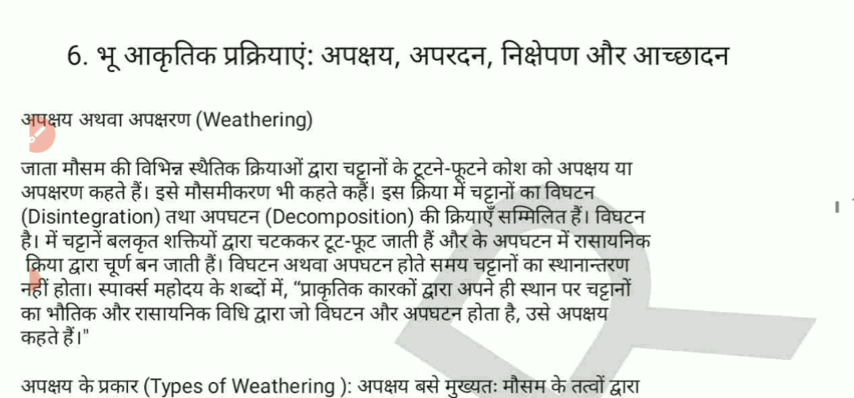 6. भू आकृतिक प्रक्रियाएं: अपक्षय, अपरदन, निक्षेपण और आच्छादन
अपक्षय अथवा अपक्षरण (Weathering)
जाता मौसम की विभिन्न स्थैतिक क्रियाओं द्वारा चट्टानों के टूटने-फूटने कोश को अपक्षय या
अपक्षरण कहते हैं। इसे मौसमीकरण भी कहते कहैं। इस क्रिया में चट्टानों का विघटन
(Disintegration) तथा अपघटन (Decomposition) की क्रियाएँ सम्मिलित हैं। विघटन
है। में चट्टानें बलकृत शक्तियों द्वारा चटककर टूट-फूट जाती हैं और के अपघटन में रासायनिक
क्रिया द्वारा चूर्ण बन जाती हैं। विघटन अथवा अपघटन होते समय चट्टानों का स्थानान्तरण
नहीं होता। स्पार्क्स महोदय के शब्दों में, “प्राकृतिक कारकों द्वारा अपने ही स्थान पर चट्टानों
का भौतिक और रासायनिक विधि द्वारा जो विघटन और अपघटन होता है, उसे अपक्षय
कहते हैं।"
अपक्षय के प्रकार (Types of Weathering ): अपक्षय बसे मुख्यतः मौसम के तत्वों द्वारा